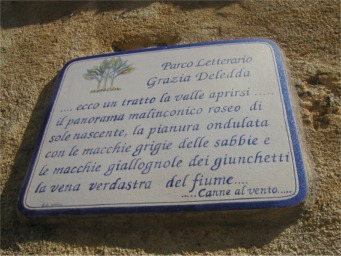 Parco Letterario
Grazia Deledda
.... ecco un tratto la valle aprirsi .....
il panorama malinconico roseo di
sole nascente, la pianura ondulata
con le macchie grigie delle sabbie e
le macchie giallognole dei giunchetti
la vena verdastra del fiume....
..... Canne al vento.....